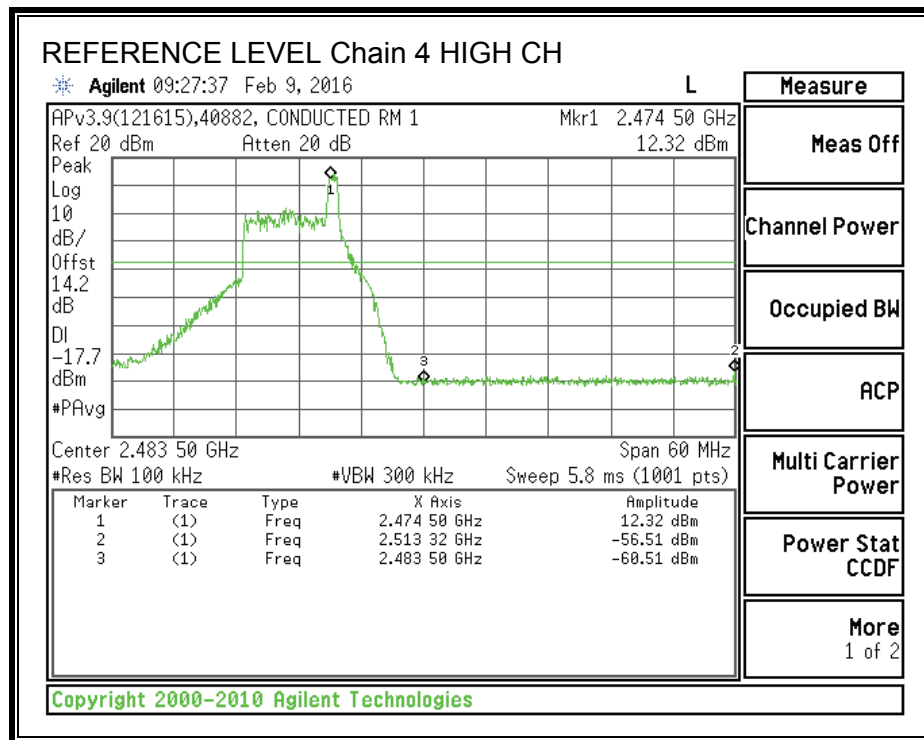 REFERENCE LEVEL Chain 4 HIGH CH
Agilent 09:27:37 Feb 9, 2016 L
APv3.9(121615),40882, CONDUCTED RM 1 Mkr1 2.474 50 GHz
Ref 20 dBm Atten 20 dB 12.32 dBm
Peak
Log
10
dB/
Offst
14.2
dB
DI
-17.7
dBm
#PAvg
1
3
2
Center 2.483 50 GHz Span 60 MHz
#Res BW 100 kHz #VBW 300 kHz Sweep 5.8 ms (1001 pts)
Marker Trace Type X Axis Amplitude
1 (1) Freq 2.474 50 GHz 12.32 dBm
2 (1) Freq 2.513 32 GHz -56.51 dBm
3 (1) Freq 2.483 50 GHz -60.51 dBm
Measure
Meas Off
Channel Power
Occupied BW
ACP
Multi Carrier
Power
Power Stat
CCDF
More
1 of 2
Copyright 2000-2010 Agilent Technologies